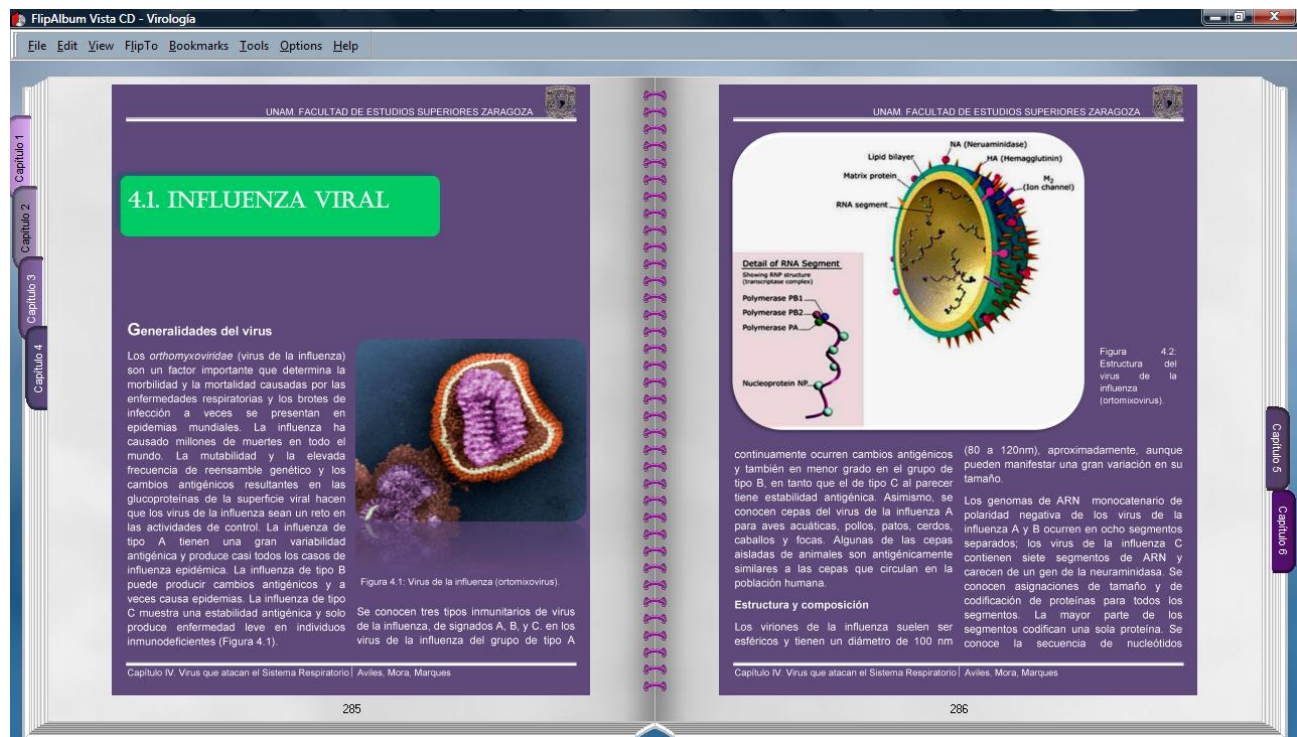 FlipAlbum Vista CD - Virología
File Edit View FlipTo Bookmarks Tools Options Help
Capítulo 1
Capítulo 2
Capítulo 3
Capítulo 4
UNAM. FACULTAD DE ESTUDIOS SUPERIORES ZARAGOZA
4.1. INFLUENZA VIRAL
Generalidades del virus
Los orthomyxoviridae (virus de la influenza)
son un factor importante que determina la
morbilidad y la mortalidad causadas por las
enfermedades respiratorias y los brotes de
infección a veces se presentan en
epidemias mundiales. La influenza ha
causado millones de muertes en todo el
mundo. La mutabilidad y la elevada
frecuencia de reensamble genético y los
cambios antigénicos resultantes en las
glucoproteínas de la superficie viral hacen
que los virus de la influenza sean un reto en
las actividades de control. La influenza de
tipo A tienen una gran variabilidad
antigénica y produce casi todos los casos de
influenza epidémica. La influenza de tipo B
puede producir cambios antigénicos y a
veces causa epidemias. La influenza de tipo
C muestra una estabilidad antigénica y solo
produce enfermedad leve en individuos
inmunodeficientes (Figura 4.1).
Figura 4.1: Virus de la influenza (ortomixovirus).
Se conocen tres tipos inmunitarios de virus
de la influenza, de signados A, B, y C. en los
virus de la influenza del grupo de tipo A
Capítulo IV. Virus que atacan el Sistema Respiratorio| Aviles, Mora, Marques
285
UNAM. FACULTAD DE ESTUDIOS SUPERIORES ZARAGOZA
NA (Neruaminidase)
Lipid bilayer
HA (Hemagglutinin)
Matrix protein
M2
(Ion channel)
RNA segment
Detail of RNA Segment
Showing RNP structure
(transcriptase complex)
Polymerase PB1
Polymerase PB2
Polymerase PA
Nucleoprotein NP
Figura 4.2:
Estructura del
virus de la
influenza
(ortomixovirus).
continuamente ocurren cambios antigénicos
y también en menor grado en el grupo de
tipo B, en tanto que el de tipo C al parecer
tiene estabilidad antigénica. Asimismo, se
conocen cepas del virus de la influenza A
para aves acuáticas, pollos, patos, cerdos,
caballos y focas. Algunas de las cepas
aisladas de animales son antigénicamente
similares a las cepas que circulan en la
población humana.
Estructura y composición
Los viriones de la influenza suelen ser
esféricos y tienen un diámetro de 100 nm
(80 a 120nm), aproximadamente, aunque
pueden manifestar una gran variación en su
tamaño.
Los genomas de ARN monocatenario de
polaridad negativa de los virus de la
influenza A y B ocurren en ocho segmentos
separados; los virus de la influenza C
contienen siete segmentos de ARN y
carecen de un gen de la neuraminidasa. Se
conocen asignaciones de tamaño y de
codificación de proteínas para todos los
segmentos. La mayor parte de los
segmentos codifican una sola proteína. Se
conoce la secuencia de nucleótidos
Capítulo IV. Virus que atacan el Sistema Respiratorio| Aviles, Mora, Marques
286
Capítulo 5
Capítulo 6